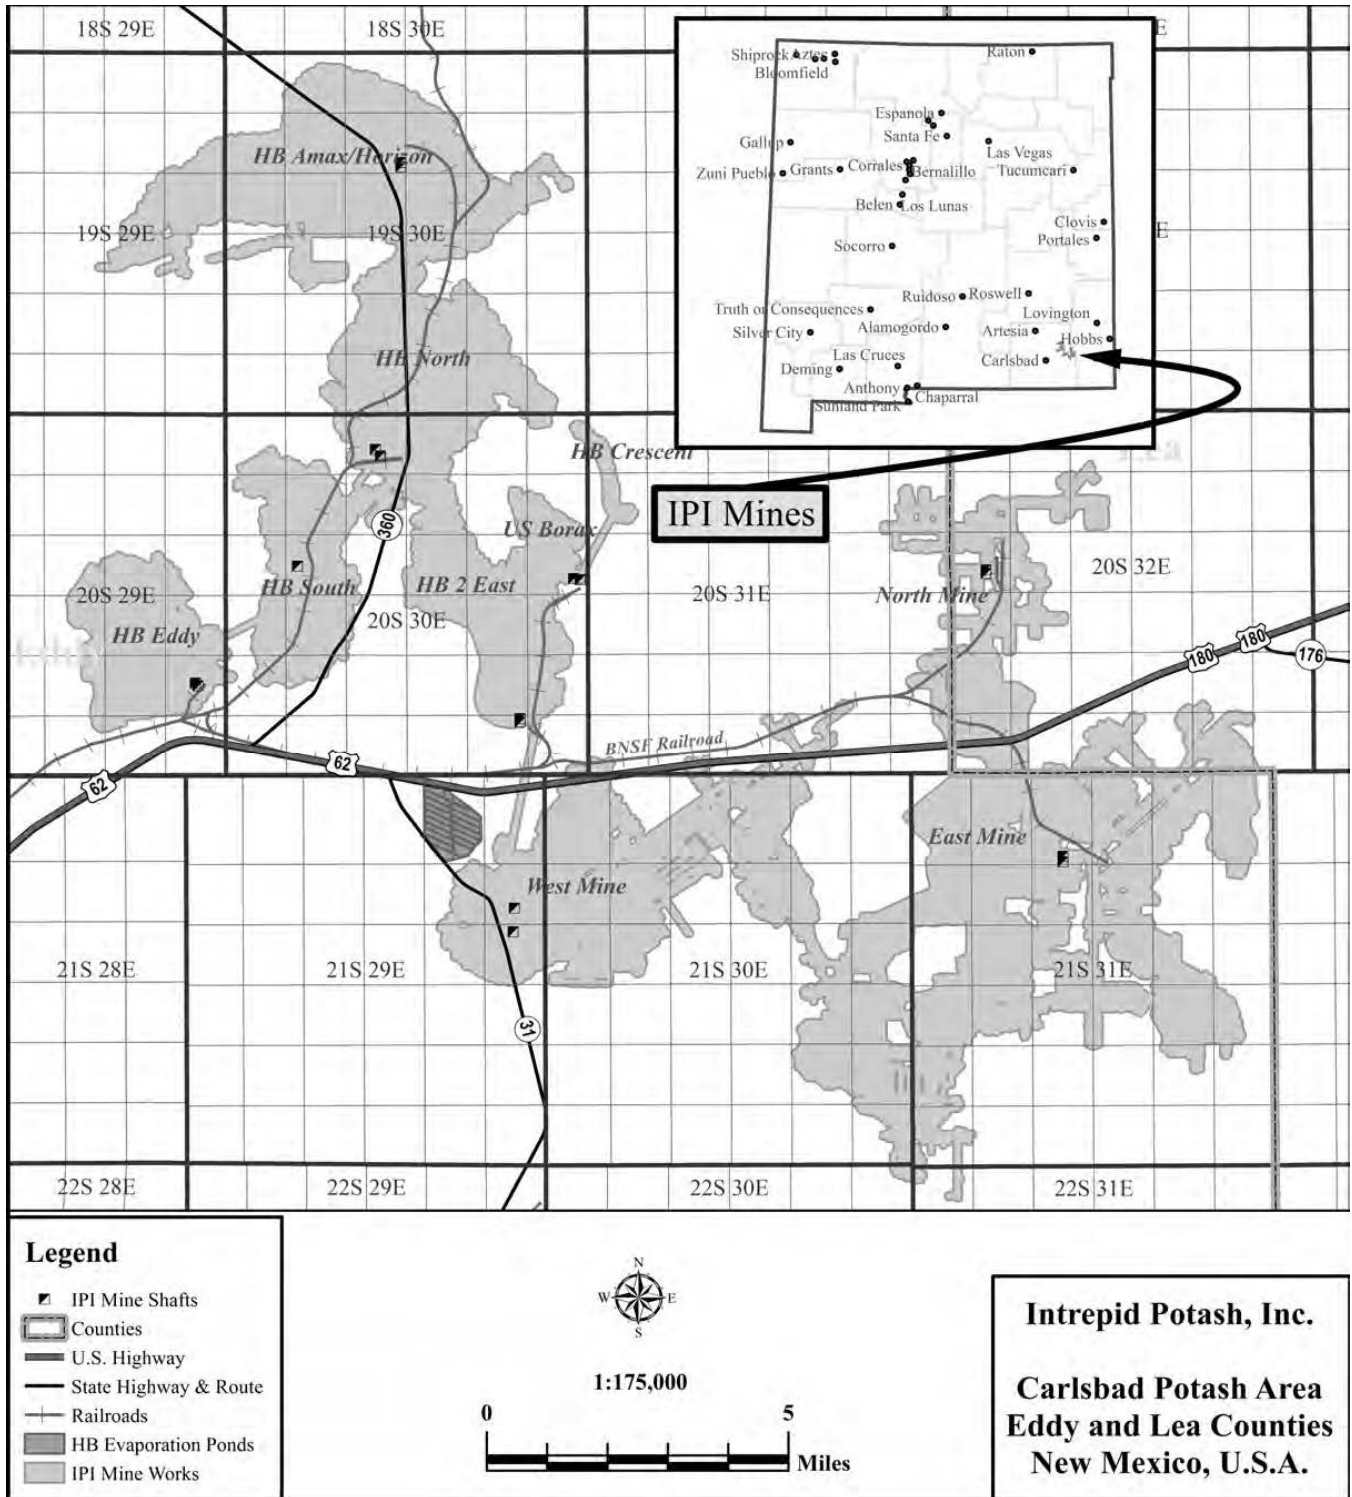 18S 29E
18S 30E
E
HB Amax/Horizon
19S 29E
19S 30E
E
HB North
HB Crescent
Lea
IPI Mines
360
US Borax
20S 29E
HB South
HB 2 East
20S 30E
20S 31E
North Mine
20S 32E
HB Eddy
180
180
176
BNSF Railroad
62
62
East Mine
West Mine
21S 28E
21S 29E
21S 30E
21S 31E
31
22S 28E
22S 29E
22S 30E
22S 31E
Shiprock
Aztec
Bloomfield
Raton
Espanola
Santa Fe
Gallup
Las Vegas
Zuni Pueblo
Grants
Corrales
Bernalillo
Tucumcari
Belen
Los Lunas
Clovis
Portales
Socorro
Ruidoso
Roswell
Truth or Consequences
Lovington
Silver City
Alamogordo
Artesia
Hobbs
Las Cruces
Deming
Carlsbad
Anthony
Chaparral
Sunland Park
Legend
IPI Mine Shafts
Counties
U.S. Highway
State Highway & Route
Railroads
HB Evaporation Ponds
IPI Mine Works
N
W E
S
1:175,000
0 5
Miles
Intrepid Potash, Inc.
Carlsbad Potash Area
Eddy and Lea Counties
New Mexico, U.S.A.